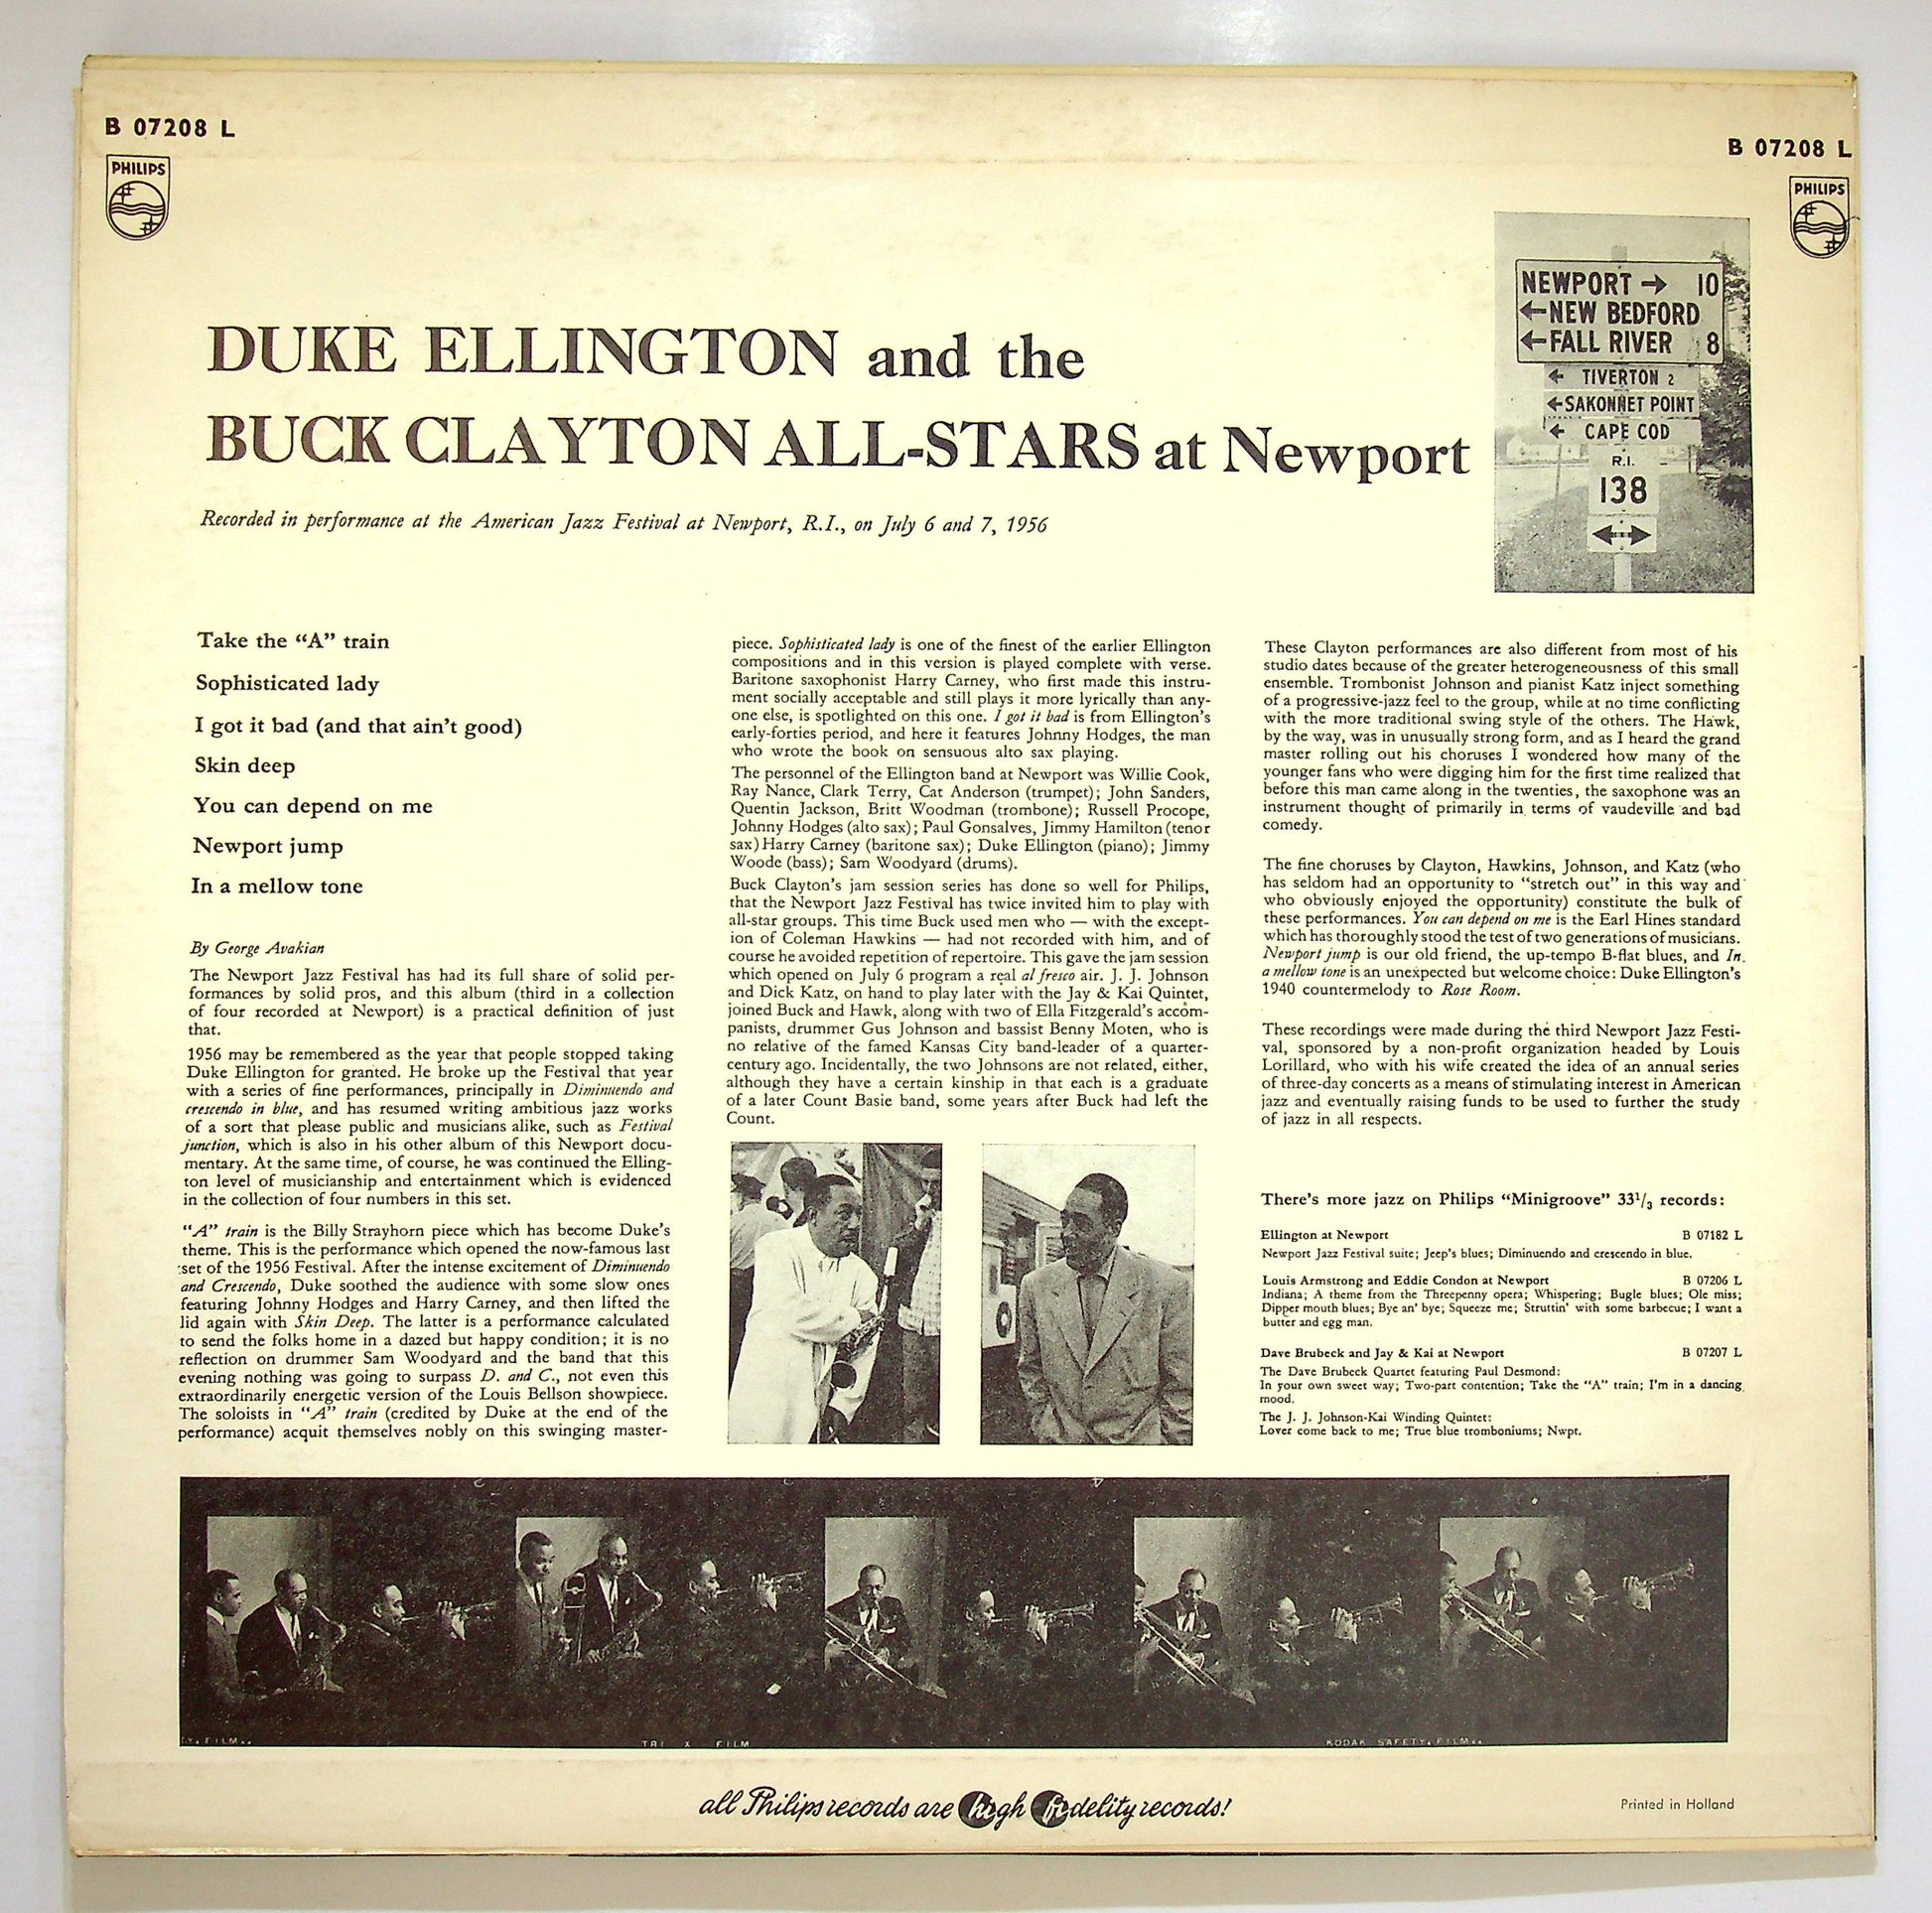 B 07208 L
PHILIPS
B 07208 L
PHILIPS
NEWPORT → 10
←NEW BEDFORD
←FALL RIVER 8
← TIVERTON 2
←SAKONNET POINT
← CAPE COD
R.I.
138
DUKE ELLINGTON and the
BUCK CLAYTON ALL-STARS at Newport
Recorded in performance at the American Jazz Festival at Newport, R.I., on July 6 and 7, 1956
Take the “A” train
Sophisticated lady
I got it bad (and that ain't good)
Skin deep
You can depend on me
Newport jump
In a mellow tone
By George Avakian
The Newport Jazz Festival has had its full share of solid per-
formances by solid pros, and this album (third in a collection
of four recorded at Newport) is a practical definition of just
that.
1956 may be remembered as the year that people stopped taking
Duke Ellington for granted. He broke up the Festival that year
with a series of fine performances, principally in Diminuendo and
crescendo in blue, and has resumed writing ambitious jazz works
of a sort that please public and musicians alike, such as Festival
junction, which is also in his other album of this Newport docu-
mentary. At the same time, of course, he was continued the Elling-
ton level of musicianship and entertainment which is evidenced
in the collection of four numbers in this set.
“A” train is the Billy Strayhorn piece which has become Duke's
theme. This is the performance which opened the now-famous last
set of the 1956 Festival. After the intense excitement of Diminuendo
and Crescendo, Duke soothed the audience with some slow ones
featuring Johnny Hodges and Harry Carney, and then lifted the
lid again with Skin Deep. The latter is a performance calculated
to send the folks home in a dazed but happy condition; it is no
reflection on drummer Sam Woodyard and the band that this
evening nothing was going to surpass D. and C., not even this
extraordinarily energetic version of the Louis Bellson showpiece.
The soloists in “A” train (credited by Duke at the end of the
performance) acquit themselves nobly on this swinging master-
piece. Sophisticated lady is one of the finest of the earlier Ellington
compositions and in this version is played complete with verse.
Baritone saxophonist Harry Carney, who first made this instru-
ment socially acceptable and still plays it more lyrically than any-
one else, is spotlighted on this one. I got it bad is from Ellington's
early-forties period, and here it features Johnny Hodges, the man
who wrote the book on sensuous alto sax playing.
The personnel of the Ellington band at Newport was Willie Cook,
Ray Nance, Clark Terry, Cat Anderson (trumpet); John Sanders,
Quentin Jackson, Britt Woodman (trombone); Russell Procope,
Johnny Hodges (alto sax); Paul Gonsalves, Jimmy Hamilton (tenor
sax) Harry Carney (baritone sax); Duke Ellington (piano); Jimmy
Woode (bass); Sam Woodyard (drums).
Buck Clayton's jam session series has done so well for Philips,
that the Newport Jazz Festival has twice invited him to play with
all-star groups. This time Buck used men who — with the except-
ion of Coleman Hawkins — had not recorded with him, and of
course he avoided repetition of repertoire. This gave the jam session
which opened on July 6 program a real al fresco air. J. J. Johnson
and Dick Katz, on hand to play later with the Jay & Kai Quintet,
joined Buck and Hawk, along with two of Ella Fitzgerald's accom-
panists, drummer Gus Johnson and bassist Benny Moten, who is
no relative of the famed Kansas City band-leader of a quarter-
century ago. Incidentally, the two Johnsons are not related, either,
although they have a certain kinship in that each is a graduate
of a later Count Basie band, some years after Buck had left the
Count.
These Clayton performances are also different from most of his
studio dates because of the greater heterogeneousness of this small
ensemble. Trombonist Johnson and pianist Katz inject something
of a progressive-jazz feel to the group, while at no time conflicting
with the more traditional swing style of the others. The Hawk,
by the way, was in unusually strong form, and as I heard the grand
master rolling out his choruses I wondered how many of the
younger fans who were digging him for the first time realized that
before this man came along in the twenties, the saxophone was an
instrument thought of primarily in terms of vaudeville and bad
comedy.
The fine choruses by Clayton, Hawkins, Johnson, and Katz (who
has seldom had an opportunity to “stretch out” in this way and
who obviously enjoyed the opportunity) constitute the bulk of
these performances. You can depend on me is the Earl Hines standard
which has thoroughly stood the test of two generations of musicians.
Newport jump is our old friend, the up-tempo B-flat blues, and In
a mellow tone is an unexpected but welcome choice: Duke Ellington's
1940 countermelody to Rose Room.
These recordings were made during the third Newport Jazz Festi-
val, sponsored by a non-profit organization headed by Louis
Lorillard, who with his wife created the idea of an annual series
of three-day concerts as a means of stimulating interest in American
jazz and eventually raising funds to be used to further the study
of jazz in all respects.
There's more jazz on Philips “Minigroove” 33 1/3 records:
Ellington at Newport B 07182 L
Newport Jazz Festival suite; Jeep's blues; Diminuendo and crescendo in blue.
Louis Armstrong and Eddie Condon at Newport B 07206 L
Indiana; A theme from the Threepenny opera; Whispering; Bugle blues; Ole miss;
Dipper mouth blues; Bye an' bye; Squeeze me; Struttin' with some barbecue; I want a
butter and egg man.
Dave Brubeck and Jay & Kai at Newport B 07207 L
The Dave Brubeck Quartet featuring Paul Desmond:
In your own sweet way; Two-part contention; Take the “A” train; I'm in a dancing
mood.
The J. J. Johnson-Kai Winding Quintet:
Lover come back to me; True blue tromboniums; Nwpt.
TY. FILM..
TRI X FILM
KODAK SAFETY. FILM..
all Philips records are high fidelity records!
Printed in Holland